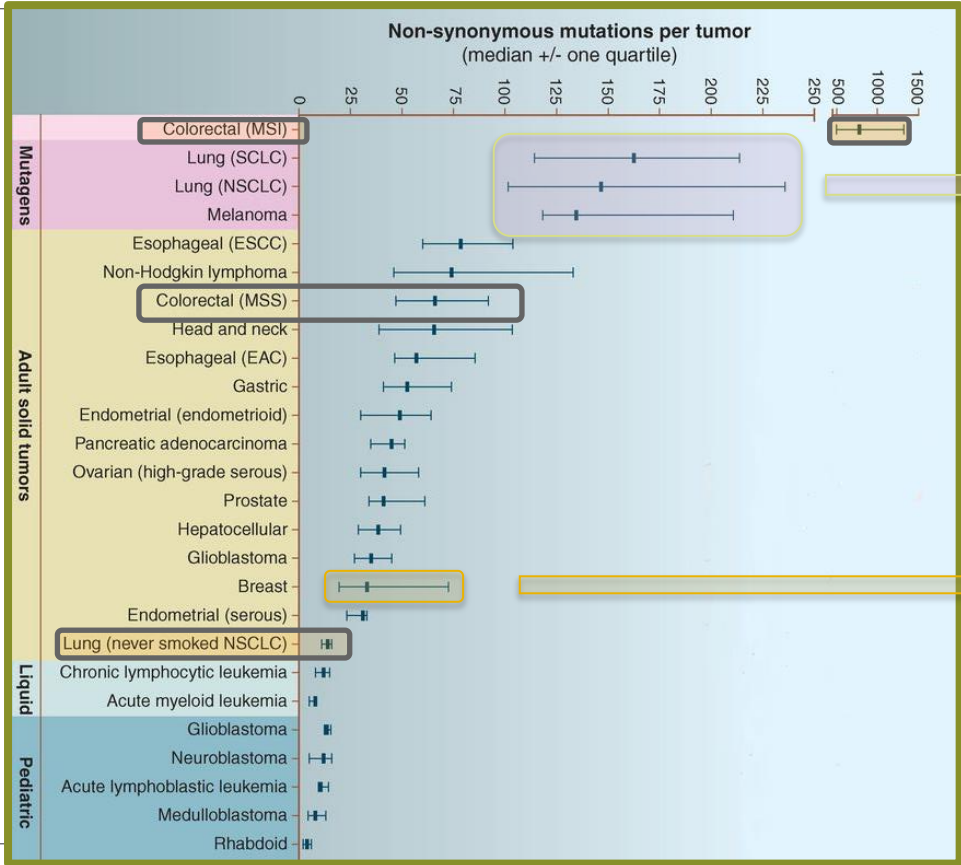 Non-synonymous mutations per tumor
(median +/- one quartile)
0 25 50 75 100 125 150 175 200 225 250 500 1000 1500
Mutagens
Colorectal (MSI)
Lung (SCLC)
Lung (NSCLC)
Melanoma
Adult solid tumors
Esophageal (ESCC)
Non-Hodgkin lymphoma
Colorectal (MSS)
Head and neck
Esophageal (EAC)
Gastric
Endometrial (endometrioid)
Pancreatic adenocarcinoma
Ovarian (high-grade serous)
Prostate
Hepatocellular
Glioblastoma
Breast
Endometrial (serous)
Lung (never smoked NSCLC)
Liquid
Chronic lymphocytic leukemia
Acute myeloid leukemia
Pediatric
Glioblastoma
Neuroblastoma
Acute lymphoblastic leukemia
Medulloblastoma
Rhabdoid